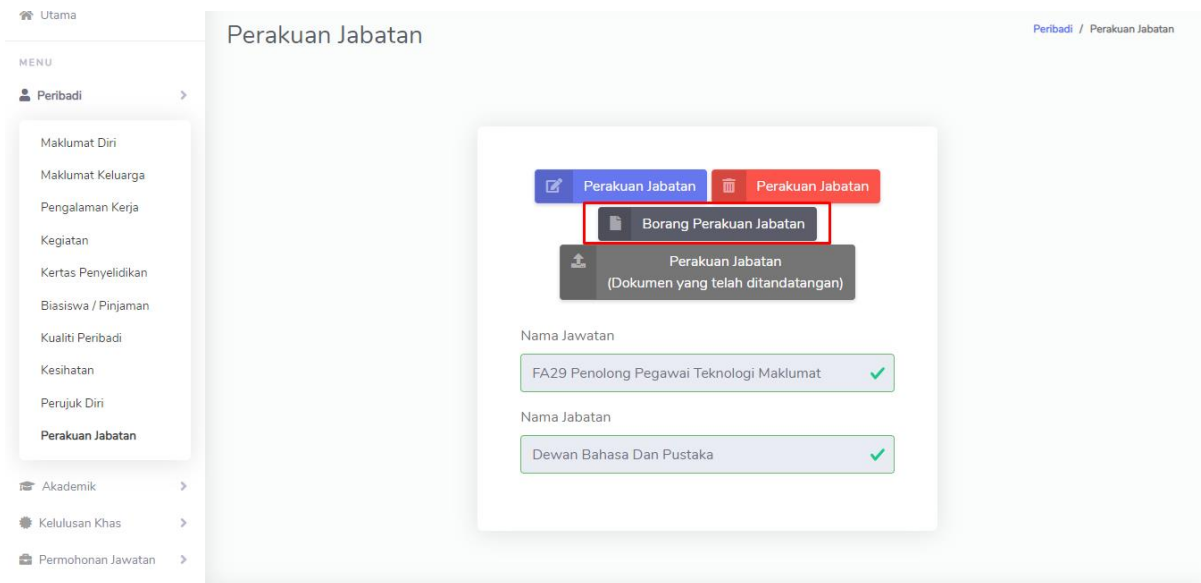 Utama
MENU
Peribadi
Maklumat Diri
Maklumat Keluarga
Pengalaman Kerja
Kegiatan
Kertas Penyelidikan
Biasiswa / Pinjaman
Kualiti Peribadi
Kesihatan
Perujuk Diri
Perakuan Jabatan
Akademik
Kelulusan Khas
Permohonan Jawatan
Perakuan Jabatan
Peribadi / Perakuan Jabatan
Perakuan Jabatan
Perakuan Jabatan
Borang Perakuan Jabatan
Perakuan Jabatan
(Dokumen yang telah ditandatangan)
Nama Jawatan
FA29 Penolong Pegawai Teknologi Maklumat
Nama Jabatan
Dewan Bahasa Dan Pustaka